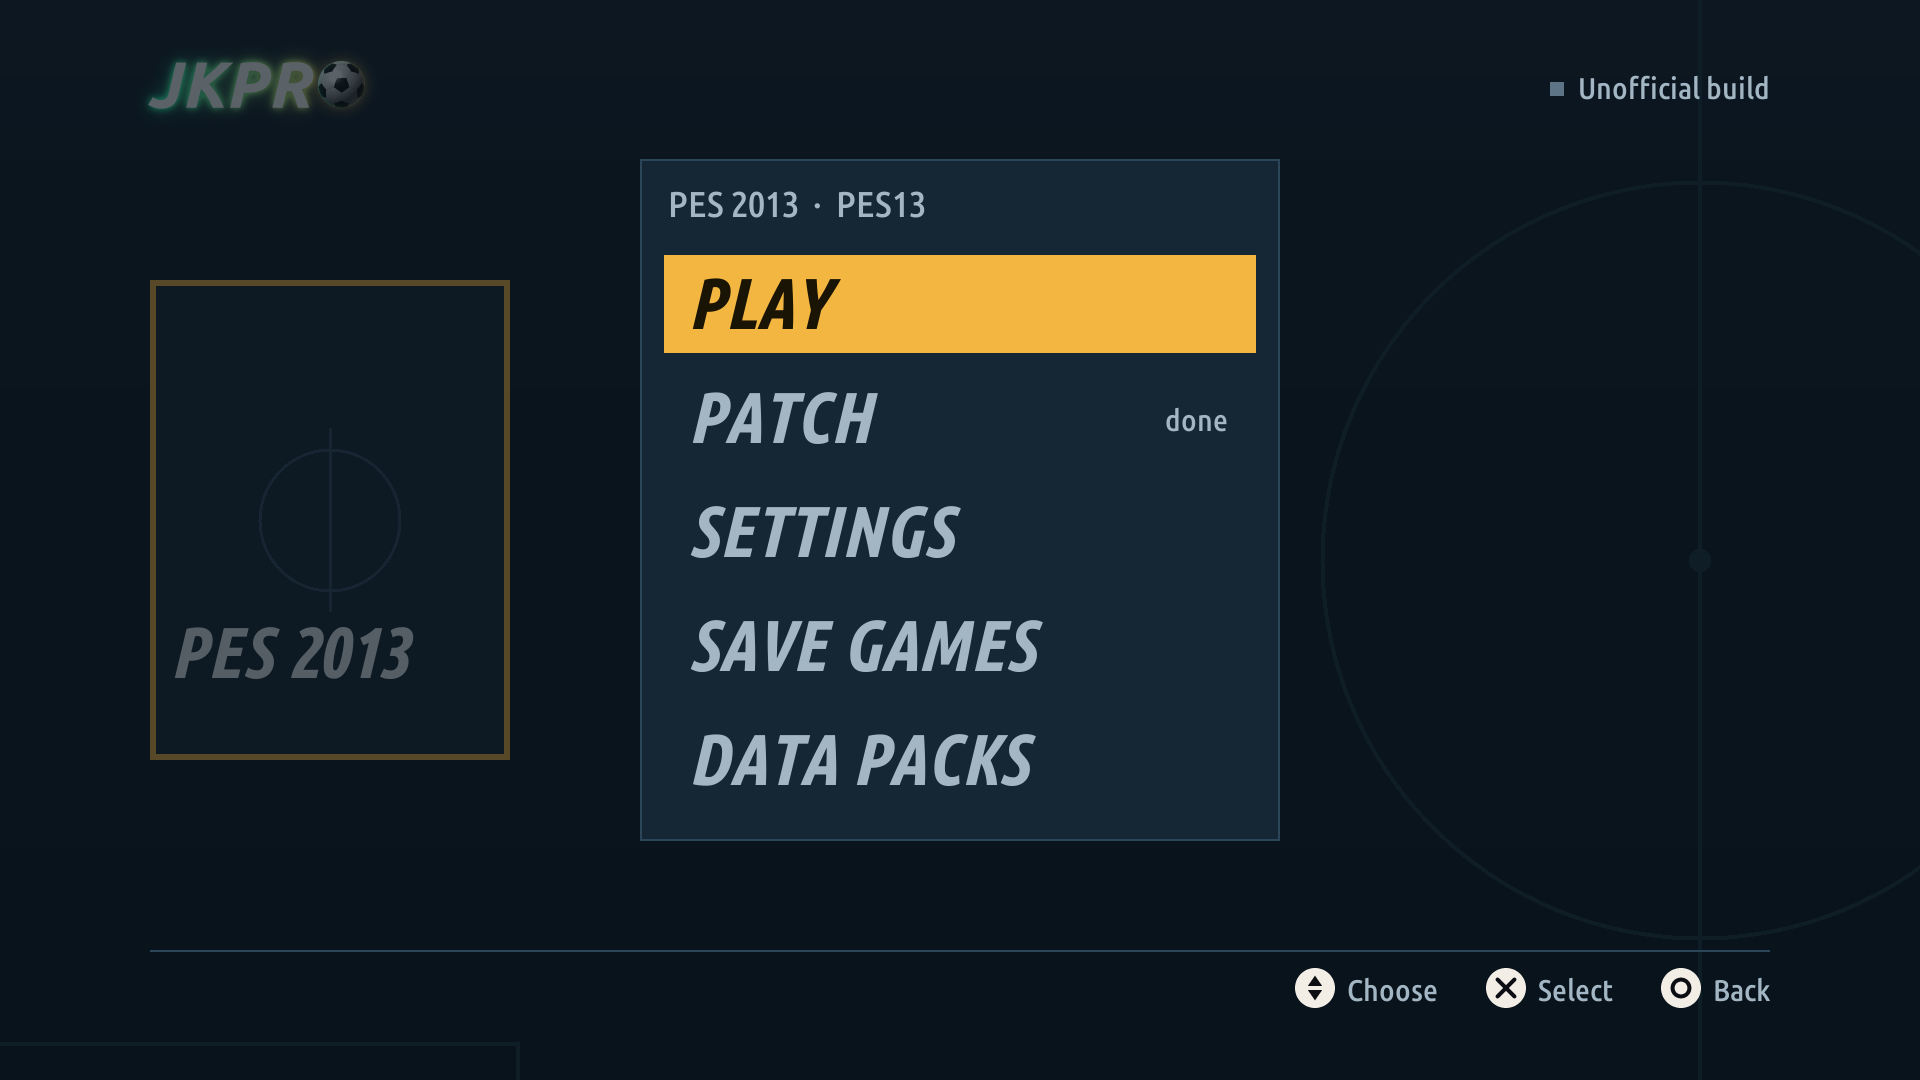 JKPRO
Unofficial build
PES 2013 · PES13
PLAY
PATCH done
SETTINGS
SAVE GAMES
DATA PACKS
PES 2013
Choose Select Back